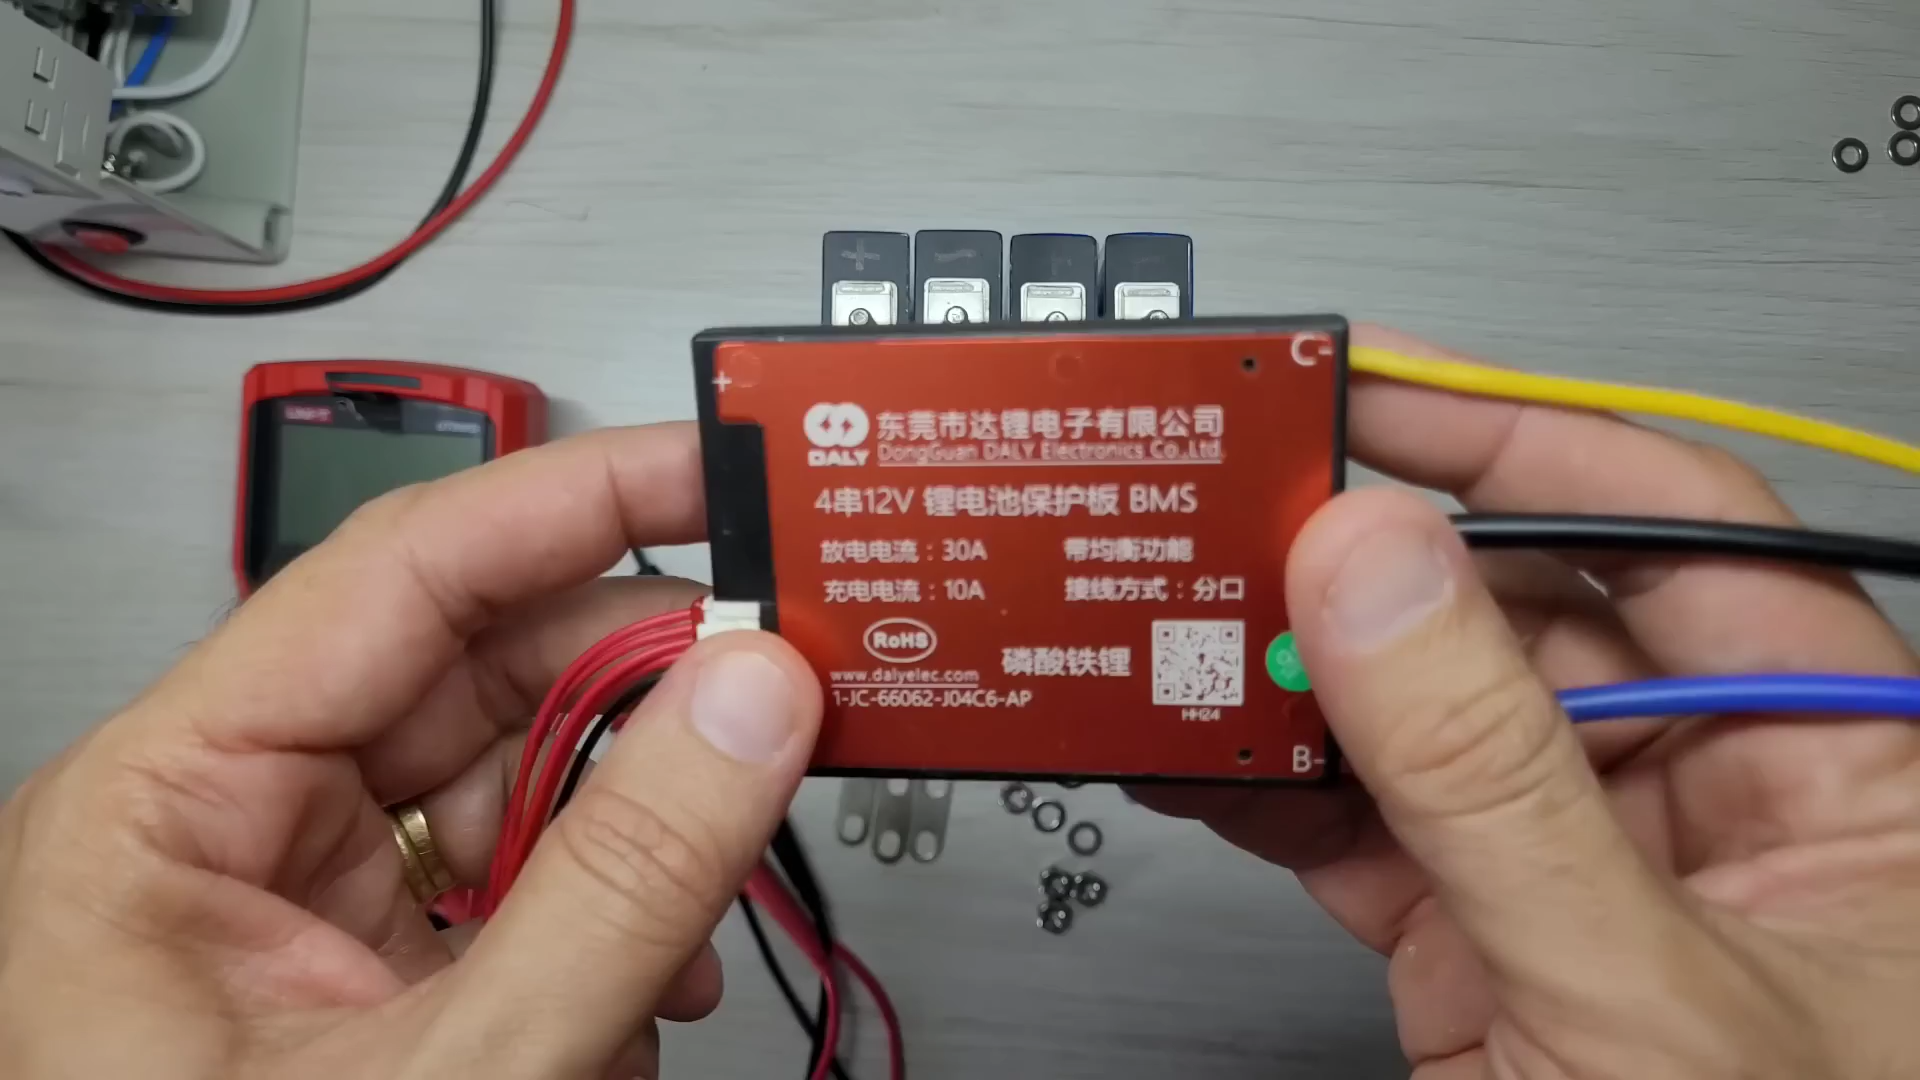 +
C-
DALY
东莞市达锂电子有限公司
DongGuan DALY Electronics Co.,Ltd.
4串12V 锂电池保护板 BMS
放电电流：30A 带均衡功能
充电电流：10A 接线方式：分口
RoHS
磷酸铁锂
www.dalyelec.com
1-JC-66062-J04C6-AP
HH24
B-